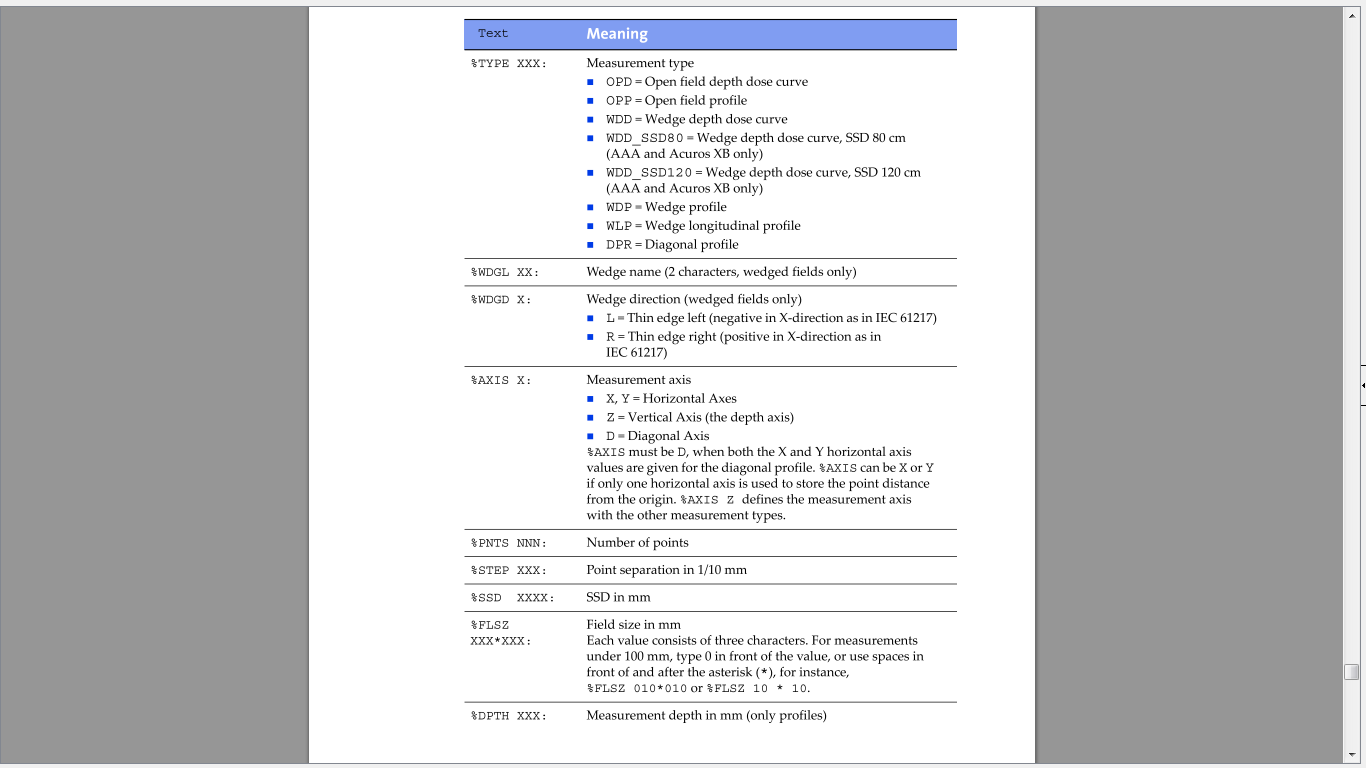 Text Meaning
%TYPE XXX: Measurement type
■ OPD = Open field depth dose curve
■ OPP = Open field profile
■ WDD = Wedge depth dose curve
■ WDD_SSD80 = Wedge depth dose curve, SSD 80 cm
(AAA and Acuros XB only)
■ WDD_SSD120 = Wedge depth dose curve, SSD 120 cm
(AAA and Acuros XB only)
■ WDP = Wedge profile
■ WLP = Wedge longitudinal profile
■ DPR = Diagonal profile
%WDGL XX: Wedge name (2 characters, wedged fields only)
%WDGD X: Wedge direction (wedged fields only)
■ L = Thin edge left (negative in X-direction as in IEC 61217)
■ R = Thin edge right (positive in X-direction as in
IEC 61217)
%AXIS X: Measurement axis
■ X, Y = Horizontal Axes
■ Z = Vertical Axis (the depth axis)
■ D = Diagonal Axis
%AXIS must be D, when both the X and Y horizontal axis
values are given for the diagonal profile. %AXIS can be X or Y
if only one horizontal axis is used to store the point distance
from the origin. %AXIS Z defines the measurement axis
with the other measurement types.
%PNTS NNN: Number of points
%STEP XXX: Point separation in 1/10 mm
%SSD XXXX: SSD in mm
%FLSZ Field size in mm
XXX*XXX: Each value consists of three characters. For measurements
under 100 mm, type 0 in front of the value, or use spaces in
front of and after the asterisk (*), for instance,
%FLSZ 010*010 or %FLSZ 10 * 10.
%DPTH XXX: Measurement depth in mm (only profiles)